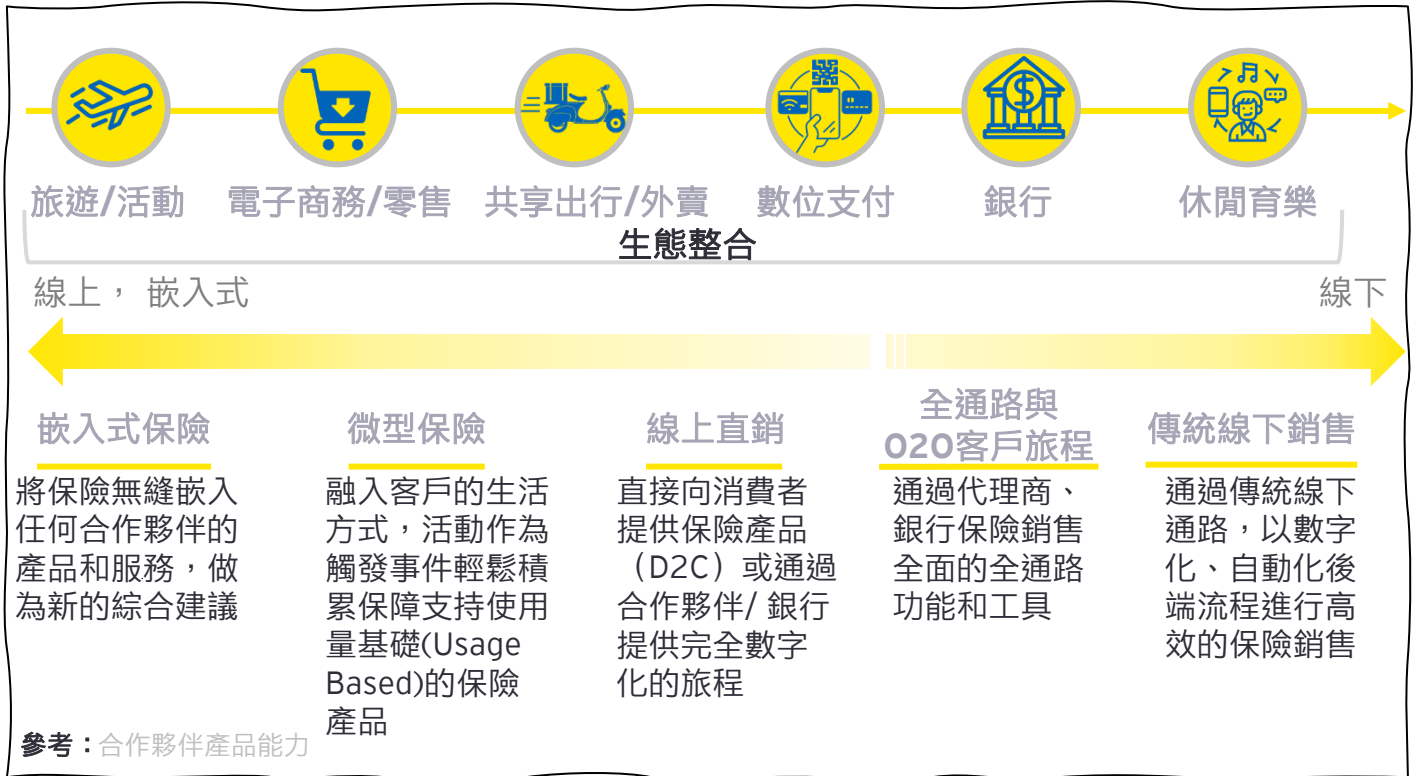 旅遊/活動
電子商務/零售
共享出行/外賣
數位支付
銀行
休閒育樂
生態整合
線上， 嵌入式
線下
嵌入式保險
將保險無縫嵌入
任何合作夥伴的
產品和服務，做
為新的綜合建議
微型保險
融入客戶的生活
方式，活動作為
觸發事件輕鬆積
累保障支持使用
量基礎(Usage
Based)的保險
產品
線上直銷
直接向消費者
提供保險產品
（D2C）或通過
合作夥伴/ 銀行
提供完全數字
化的旅程
全通路與
O2O客戶旅程
通過代理商、
銀行保險銷售
全面的全通路
功能和工具
傳統線下銷售
通過傳統線下
通路，以數字
化、自動化後
端流程進行高
效的保險銷售
參考：合作夥伴產品能力